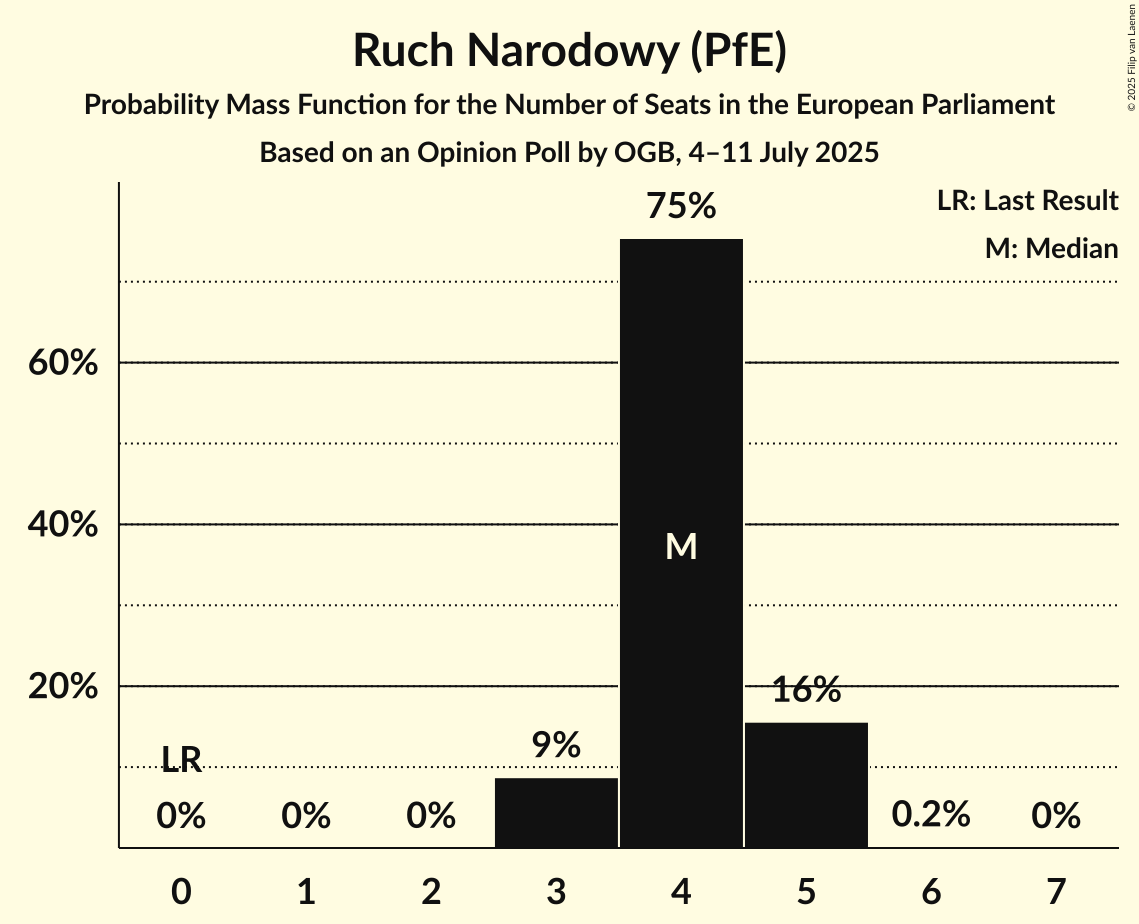 Ruch Narodowy (PfE)
Probability Mass Function for the Number of Seats in the European Parliament
Based on an Opinion Poll by OGB, 4–11 July 2025
© 2025 Filip van Laenen
LR: Last Result
M: Median
75%
60%
40%
M
20%
16%
9%
LR
0%
0%
0%
0.2%
0%
0 1 2 3 4 5 6 7